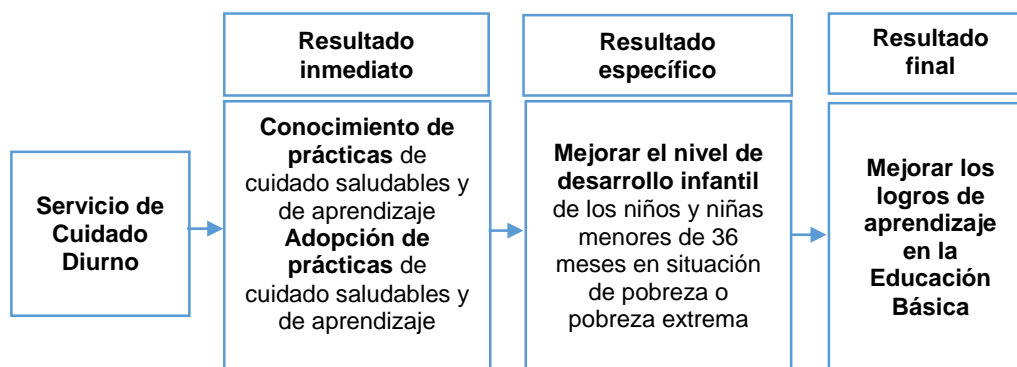 Resultado
inmediato
Resultado
específico
Resultado
final
Servicio de
Cuidado
Diurno
Conocimiento de
prácticas de
cuidado saludables y
de aprendizaje
Adopción de
prácticas de
cuidado saludables y
de aprendizaje
Mejorar el nivel de
desarrollo infantil
de los niños y niñas
menores de 36
meses en situación
de pobreza o
pobreza extrema
Mejorar los
logros de
aprendizaje
en la
Educación
Básica